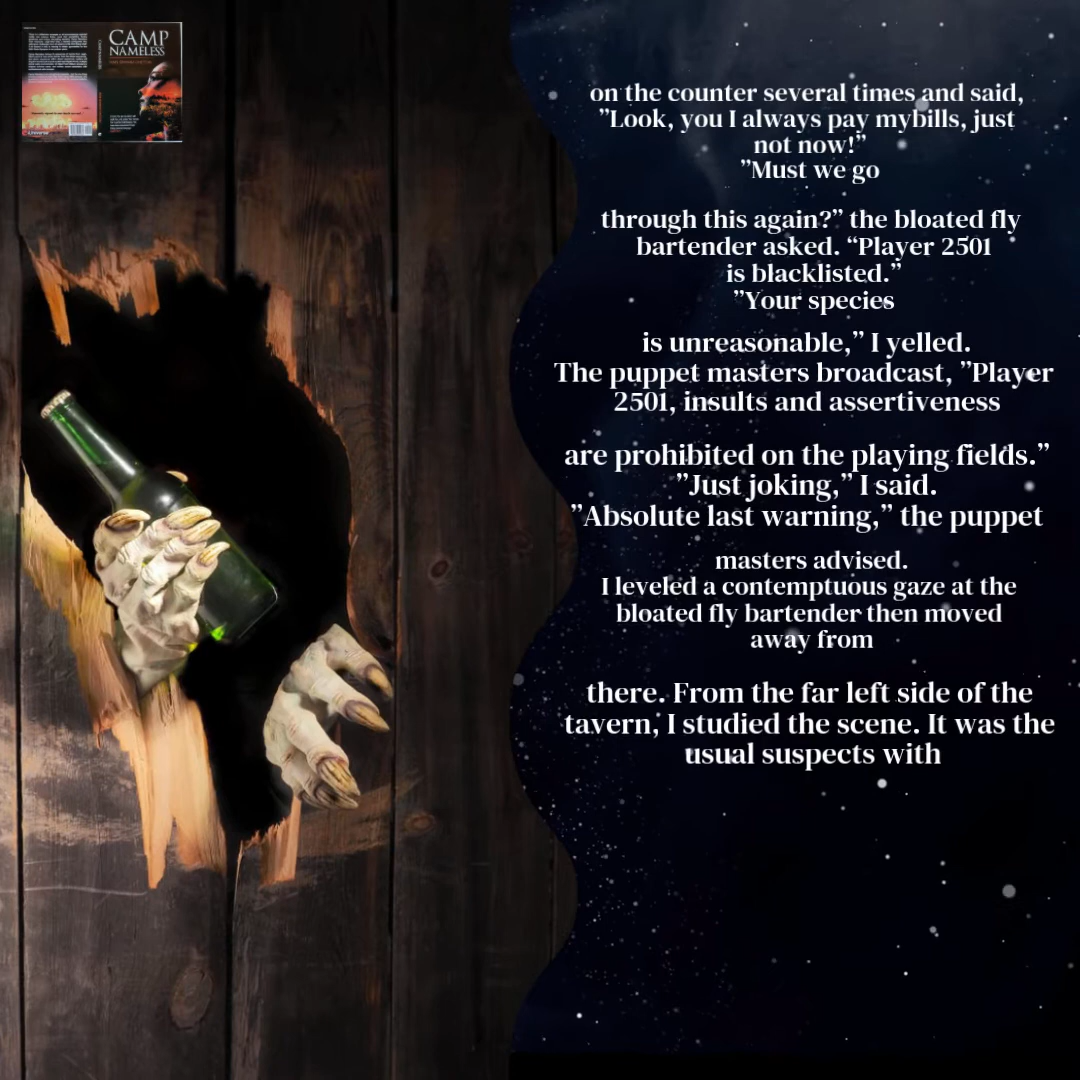 CAMP
NAMELESS
on the counter several times and said,
”Look, you I always pay mybills, just
not now!”
”Must we go
through this again?” the bloated fly
bartender asked. “Player 2501
is blacklisted.”
”Your species
is unreasonable,” I yelled.
The puppet masters broadcast, ”Player
2501, insults and assertiveness
are prohibited on the playing fields.”
”Just joking,” I said.
”Absolute last warning,” the puppet
masters advised.
I leveled a contemptuous gaze at the
bloated fly bartender then moved
away from
there. From the far left side of the
tavern, I studied the scene. It was the
usual suspects with